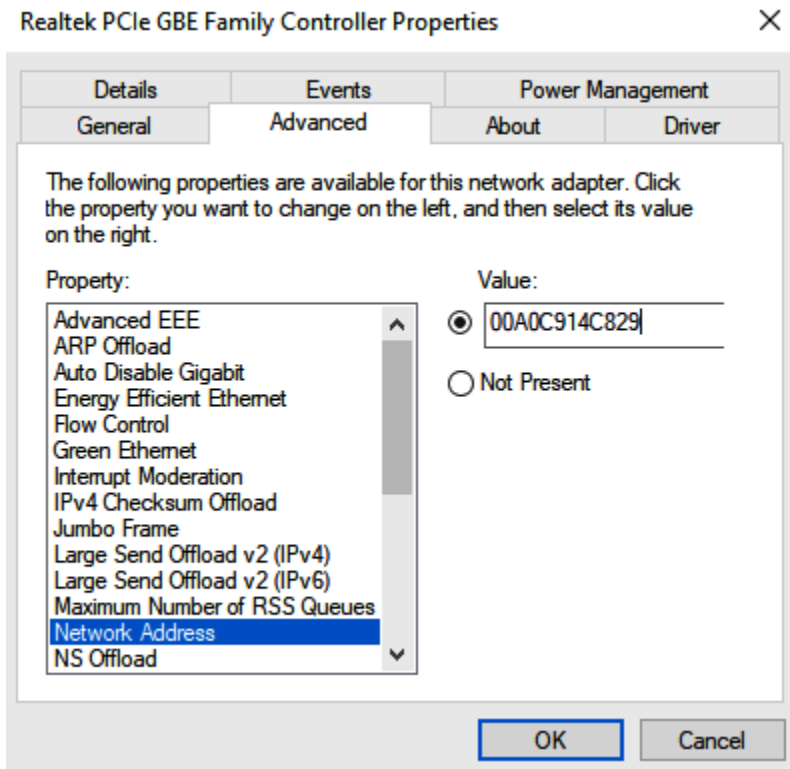 Realtek PCIe GBE Family Controller Properties
Details Events Power Management
General Advanced About Driver
The following properties are available for this network adapter. Click
the property you want to change on the left, and then select its value
on the right.
Property: Value:
Advanced EEE
ARP Offload
Auto Disable Gigabit
Energy Efficient Ethernet
Flow Control
Green Ethernet
Interrupt Moderation
IPv4 Checksum Offload
Jumbo Frame
Large Send Offload v2 (IPv4)
Large Send Offload v2 (IPv6)
Maximum Number of RSS Queues
Network Address
NS Offload
00A0C914C829
Not Present
OK Cancel